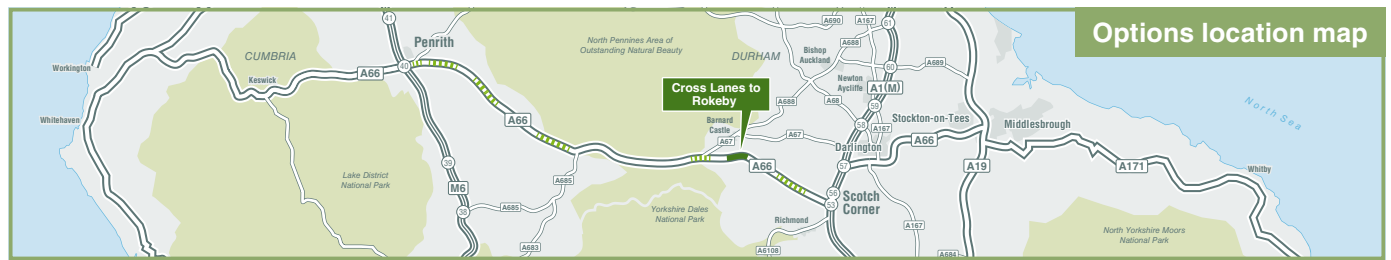 Options location map
41
A690
A167
61
North Pennines Area of
Outstanding Natural Beauty
Penrith
CUMBRIA
DURHAM
Bishop
Auckland
A688
A689
Workington
40
A66
60
Keswick
Newton
Aycliffe
A1(M)
Cross Lanes to
Rokeby
A688
A68
59
North Sea
Whitehaven
A66
Barnard
Castle
58
A167
Stockton-on-Tees
Middlesbrough
A67
A67
Darlington
A66
39
A66
57
A19
A171
Whitby
Lake District
National Park
M6
A685
56
Scotch
Corner
53
38
A685
Yorkshire Dales
National Park
Richmond
A167
North Yorkshire Moors
National Park
A683
A6108
A684